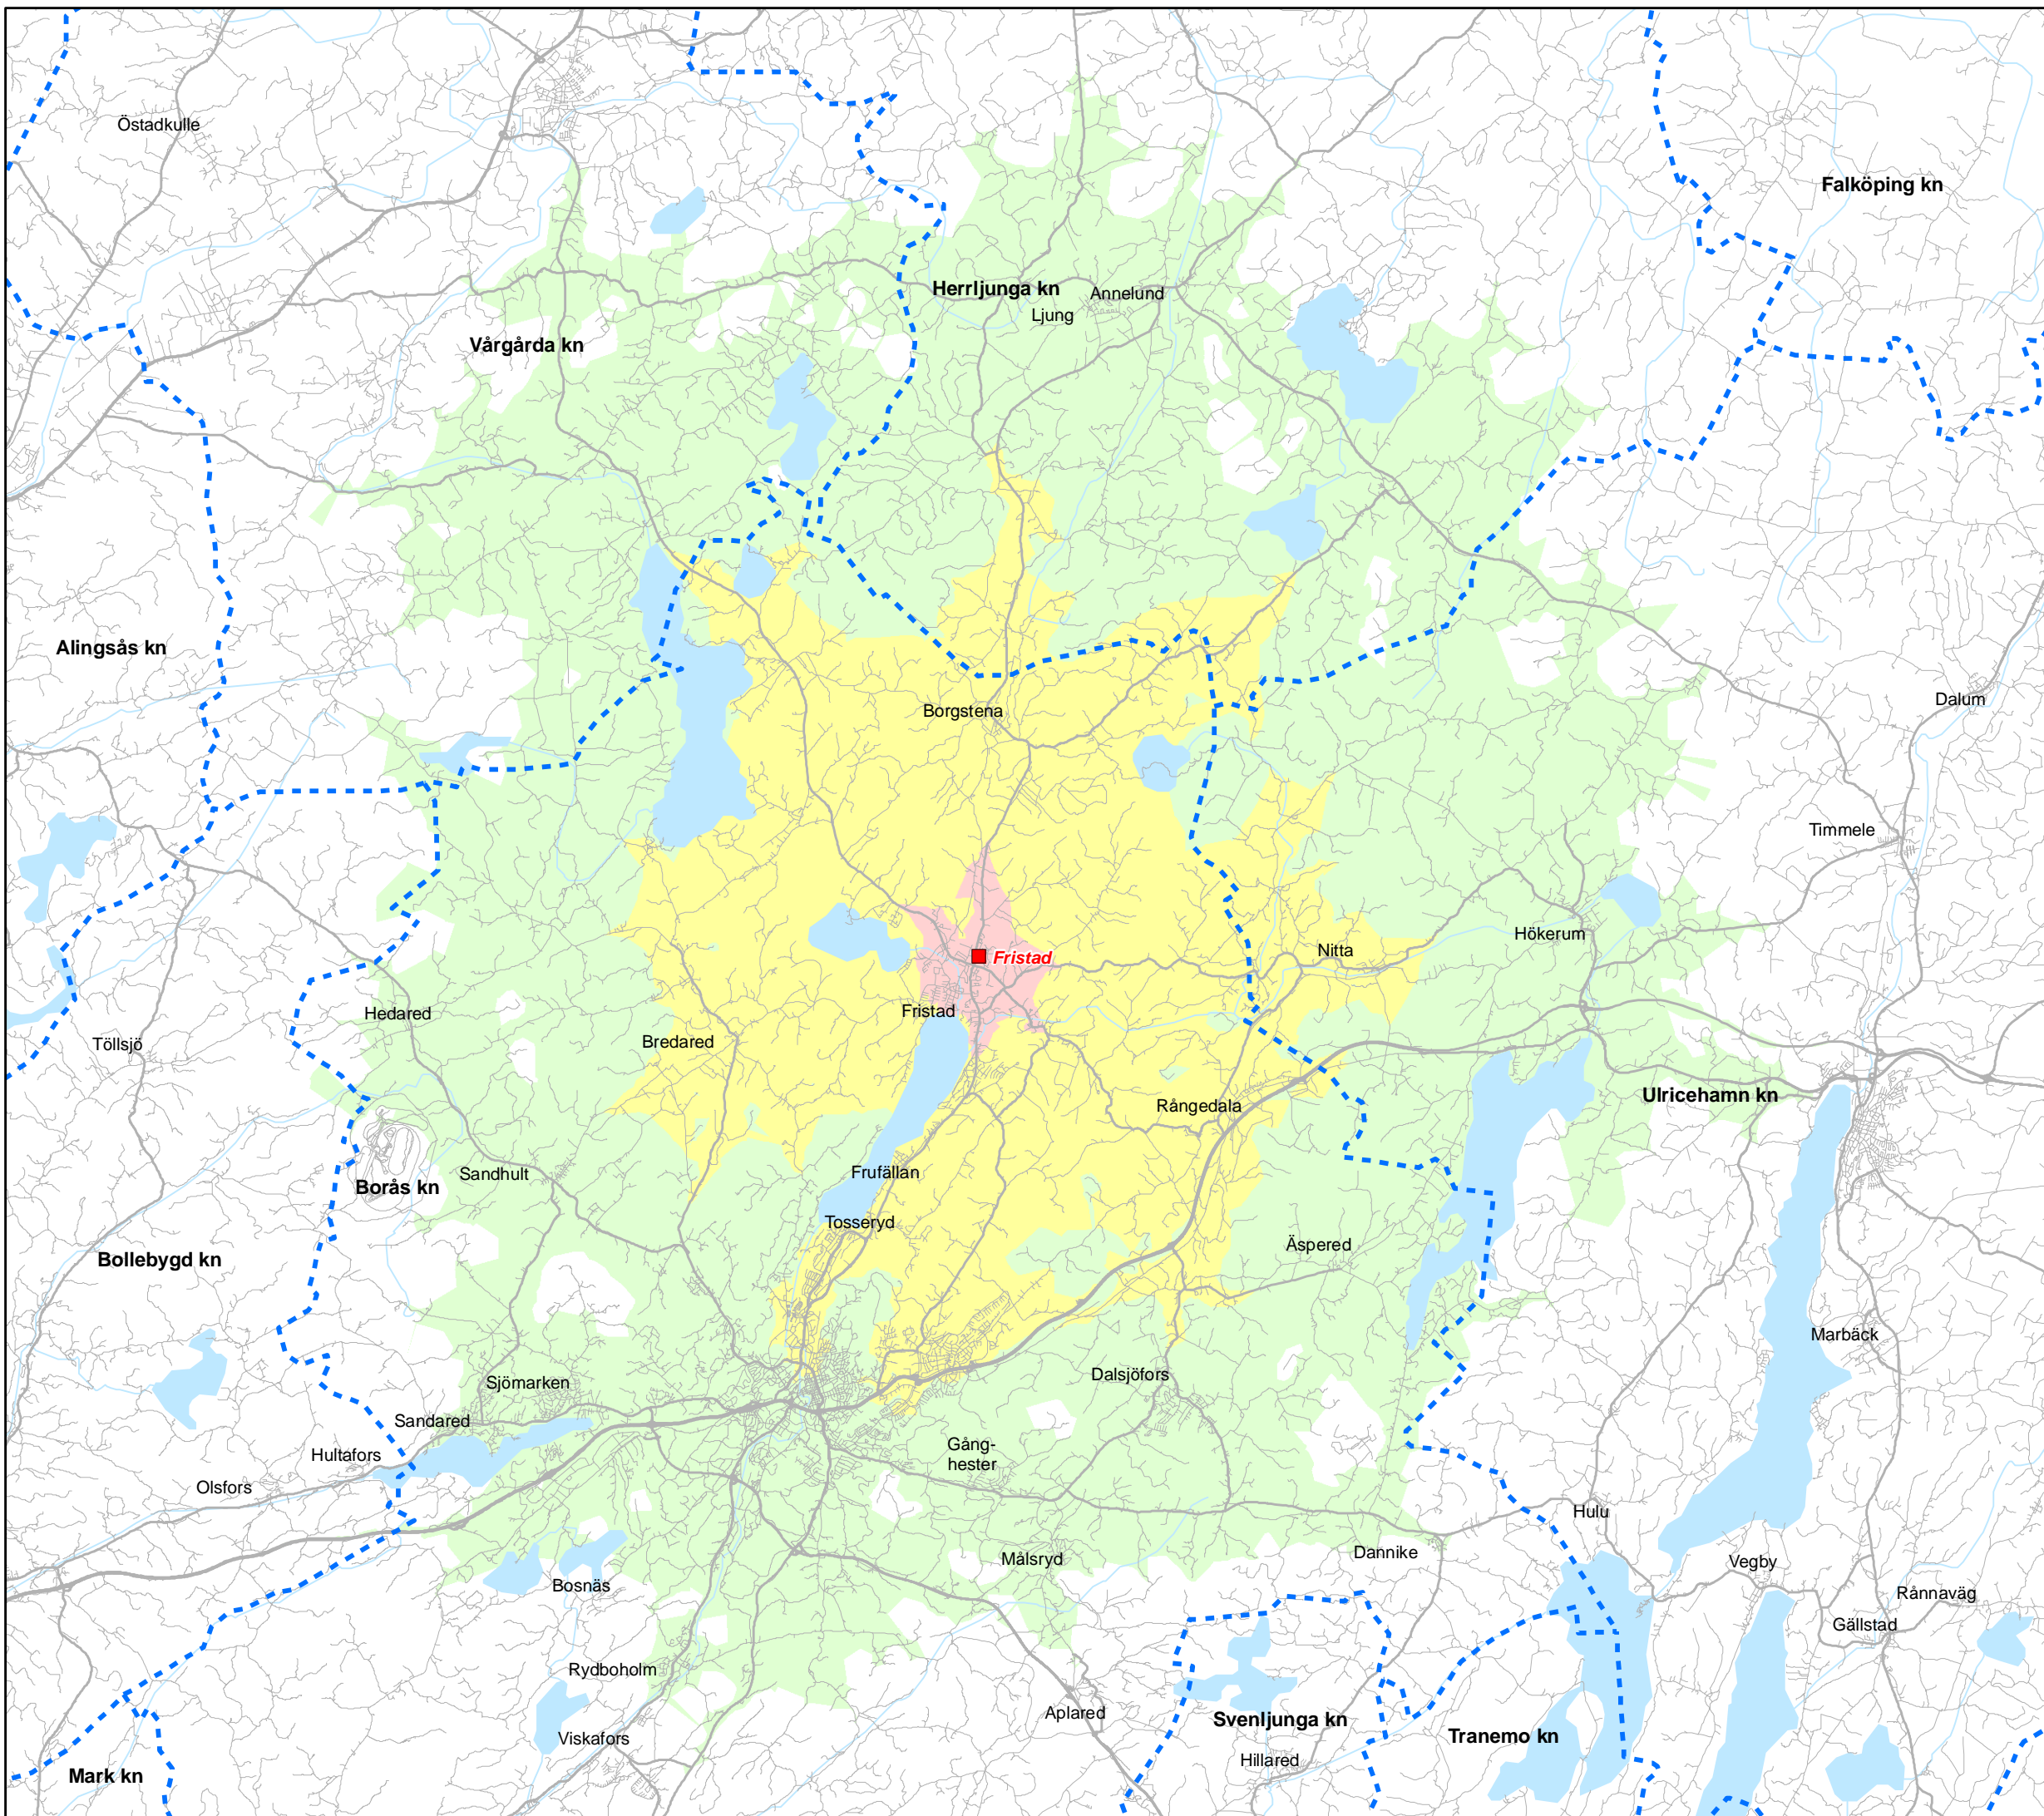 Östadkulle
Falköping kn
Herrljunga kn
Annelund
Ljung
Vårgårda kn
Alingsås kn
Dalum
Borgstena
Timmele
Hökerum
Nitta
Fristad
Fristad
Hedared
Bredared
Töllsjö
Ulricehamn kn
Rångedala
Sandhult
Frufällan
Borås kn
Tosseryd
Äspered
Bollebygd kn
Marbäck
Dalsjöfors
Sjömarken
Sandared
Gång-
hester
Hultafors
Olsfors
Hulu
Dannike
Målsryd
Vegby
Bosnäs
Rånnaväg
Gällstad
Rydboholm
Aplared
Svenljunga kn
Tranemo kn
Viskafors
Hillared
Mark kn